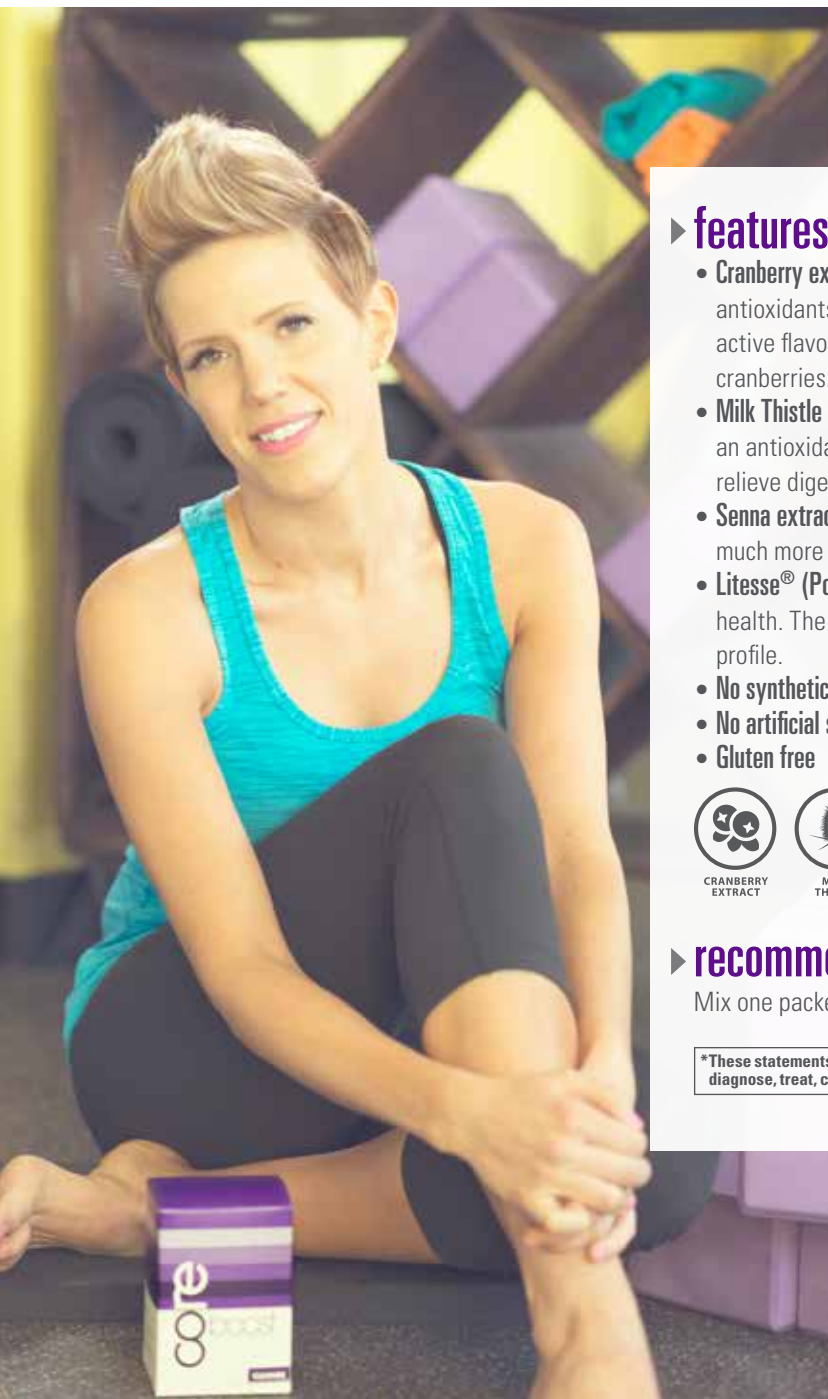 features
• Cranberry ex
antioxidants
active flavo
cranberries
• Milk Thistle
an antioxida
relieve dige
• Senna extrac
much more
• Litesse® (Po
health. The
profile.
• No synthetic
• No artificial s
• Gluten free
CRANBERRY
EXTRACT
M
TH
recomme
Mix one packe
*These statements
diagnose, treat, c
core
boost